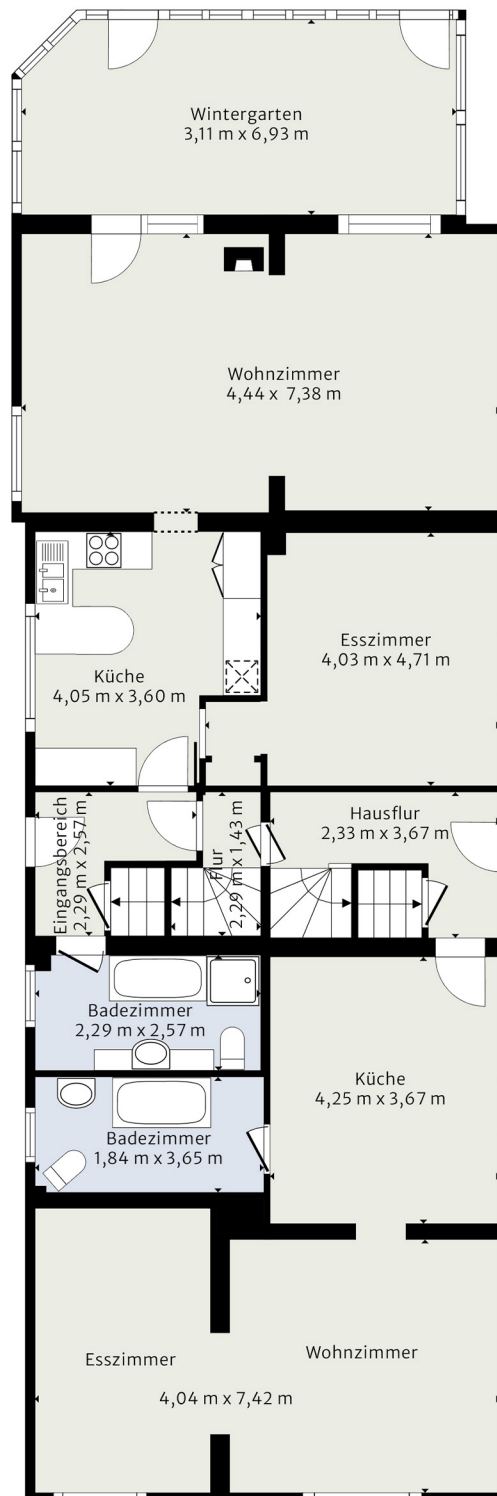 Wintergarten
3,11 m x 6,93 m
Wohnzimmer
4,44 x 7,38 m
Esszimmer
4,03 m x 4,71 m
Küche
4,05 m x 3,60 m
Eingangsbereich
2,29 m x 2,57 m
Flur
2,29 m x 1,43 m
Hausflur
2,33 m x 3,67 m
Badezimmer
2,29 m x 2,57 m
Küche
4,25 m x 3,67 m
Badezimmer
1,84 m x 3,65 m
Esszimmer
Wohnzimmer
4,04 m x 7,42 m